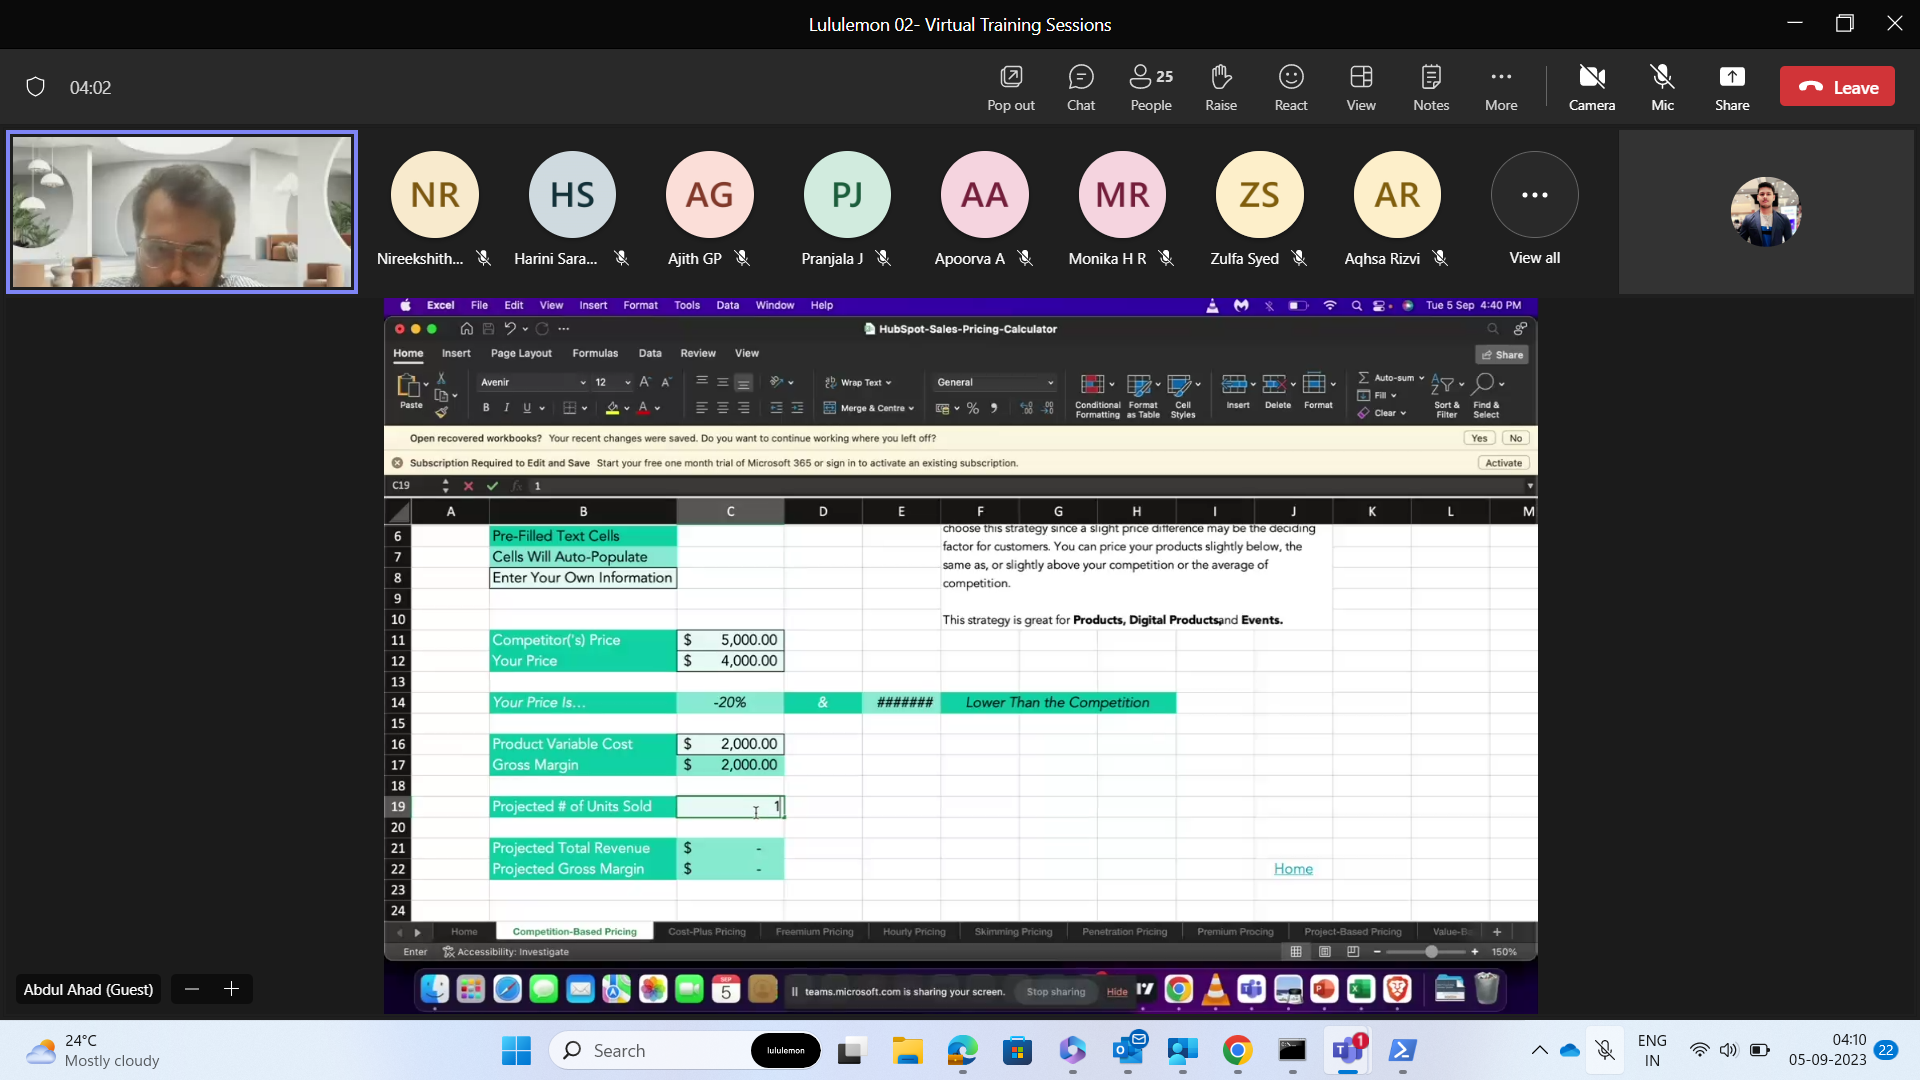 Lululemon 02- Virtual Training Sessions
04:02
Pop out
Chat
25
People
Raise
React
View
Notes
More
Camera
Mic
Share
Leave
NR
HS
AG
PJ
AA
MR
ZS
AR
Nireekshith...
Harini Sara...
Ajith GP
Pranjala J
Apoorva A
Monika H R
Zulfa Syed
Aqhsa Rizvi
View all
Excel File Edit View Insert Format Tools Data Window Help
Tue 5 Sep 4:40 PM
HubSpot-Sales-Pricing-Calculator
Home Insert Page Layout Formulas Data Review View
Share
Paste
Avenir
12
B I U
Wrap Text
Merge & Centre
General
Conditional Formatting
Format as Table
Cell Styles
Insert
Delete
Format
Auto-sum
Fill
Clear
Sort & Filter
Find & Select
Open recovered workbooks? Your recent changes were saved. Do you want to continue working where you left off?
Yes
No
Subscription Required to Edit and Save Start your free one month trial of Microsoft 365 or sign in to activate an existing subscription.
Activate
C19
fx 1
A B C D E F G H I J K L M
6 Pre-Filled Text Cells
7 Cells Will Auto-Populate
8 Enter Your Own Information
choose this strategy since a slight price difference may be the deciding
factor for customers. You can price your products slightly below, the
same as, or slightly above your competition or the average of
competition.
9
10
This strategy is great for Products, Digital Products, and Events.
11 Competitor('s) Price $ 5,000.00
12 Your Price $ 4,000.00
13
14 Your Price Is... -20% & ####### Lower Than the Competition
15
16 Product Variable Cost $ 2,000.00
17 Gross Margin $ 2,000.00
18
19 Projected # of Units Sold 1
20
21 Projected Total Revenue $ -
22 Projected Gross Margin $ - Home
23
24
Home Competition-Based Pricing Cost-Plus Pricing Freemium Pricing Hourly Pricing Skimming Pricing Penetration Pricing Premium Procing Project-Based Pricing Value-B
Enter Accessibility: Investigate
150%
SEP
5
teams.microsoft.com is sharing your screen.
Stop sharing
Hide
Abdul Ahad (Guest)
24°C
Mostly cloudy
Search
lululemon
1
ENG
IN
04:10
05-09-2023
22